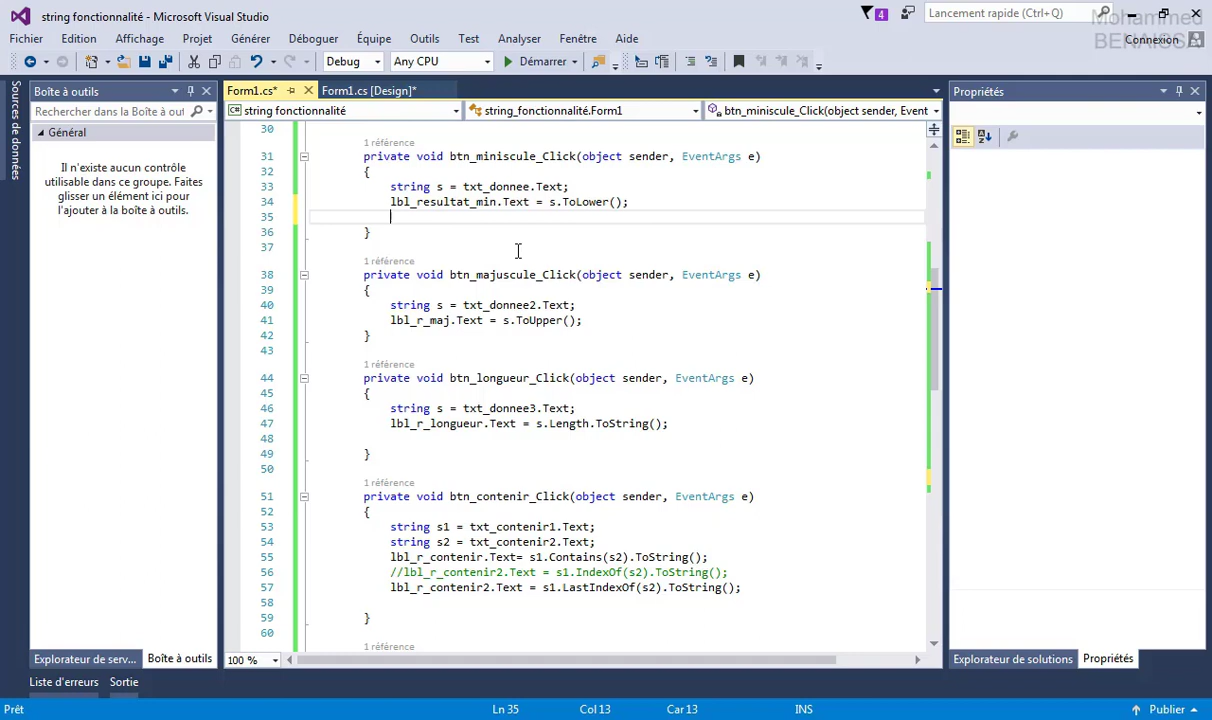 string fonctionnalité - Microsoft Visual Studio
4
Lancement rapide (Ctrl+Q)
Mohammed
BENAISSA
Fichier Edition Affichage Projet Générer Déboguer Équipe Test Outils Analyser Fenêtre Aide
Connexion
Debug Any CPU Démarrer
Sources de données
Boîte à outils
Rechercher dans la Boîte à out
Général
Il n'existe aucun contrôle
utilisable dans ce groupe. Faites
glisser un élément ici pour
l'ajouter à la boîte à outils.
Form1.cs* Form1.cs [Design]*
string fonctionnalité string_fonctionnalité.Form1 btn_miniscule_Click(object sender, Event
30
1 référence
31 private void btn_miniscule_Click(object sender, EventArgs e)
32 {
33 string s = txt_donnee.Text;
34 lbl_resultat_min.Text = s.ToLower();
35
36 }
37
1 référence
38 private void btn_majuscule_Click(object sender, EventArgs e)
39 {
40 string s = txt_donnee2.Text;
41 lbl_r_maj.Text = s.ToUpper();
42 }
43
1 référence
44 private void btn_longueur_Click(object sender, EventArgs e)
45 {
46 string s = txt_donnee3.Text;
47 lbl_r_longueur.Text = s.Length.ToString();
48
49 }
50
1 référence
51 private void btn_contenir_Click(object sender, EventArgs e)
52 {
53 string s1 = txt_contenir1.Text;
54 string s2 = txt_contenir2.Text;
55 lbl_r_contenir.Text= s1.Contains(s2).ToString();
56 //lbl_r_contenir2.Text = s1.IndexOf(s2).ToString();
57 lbl_r_contenir2.Text = s1.LastIndexOf(s2).ToString();
58
59 }
60
1 référence
100 %
Propriétés
Explorateur de serv... Boîte à outils
Explorateur de solutions Propriétés
Liste d'erreurs Sortie
Prêt Ln 35 Col 13 Car 13 INS Publier